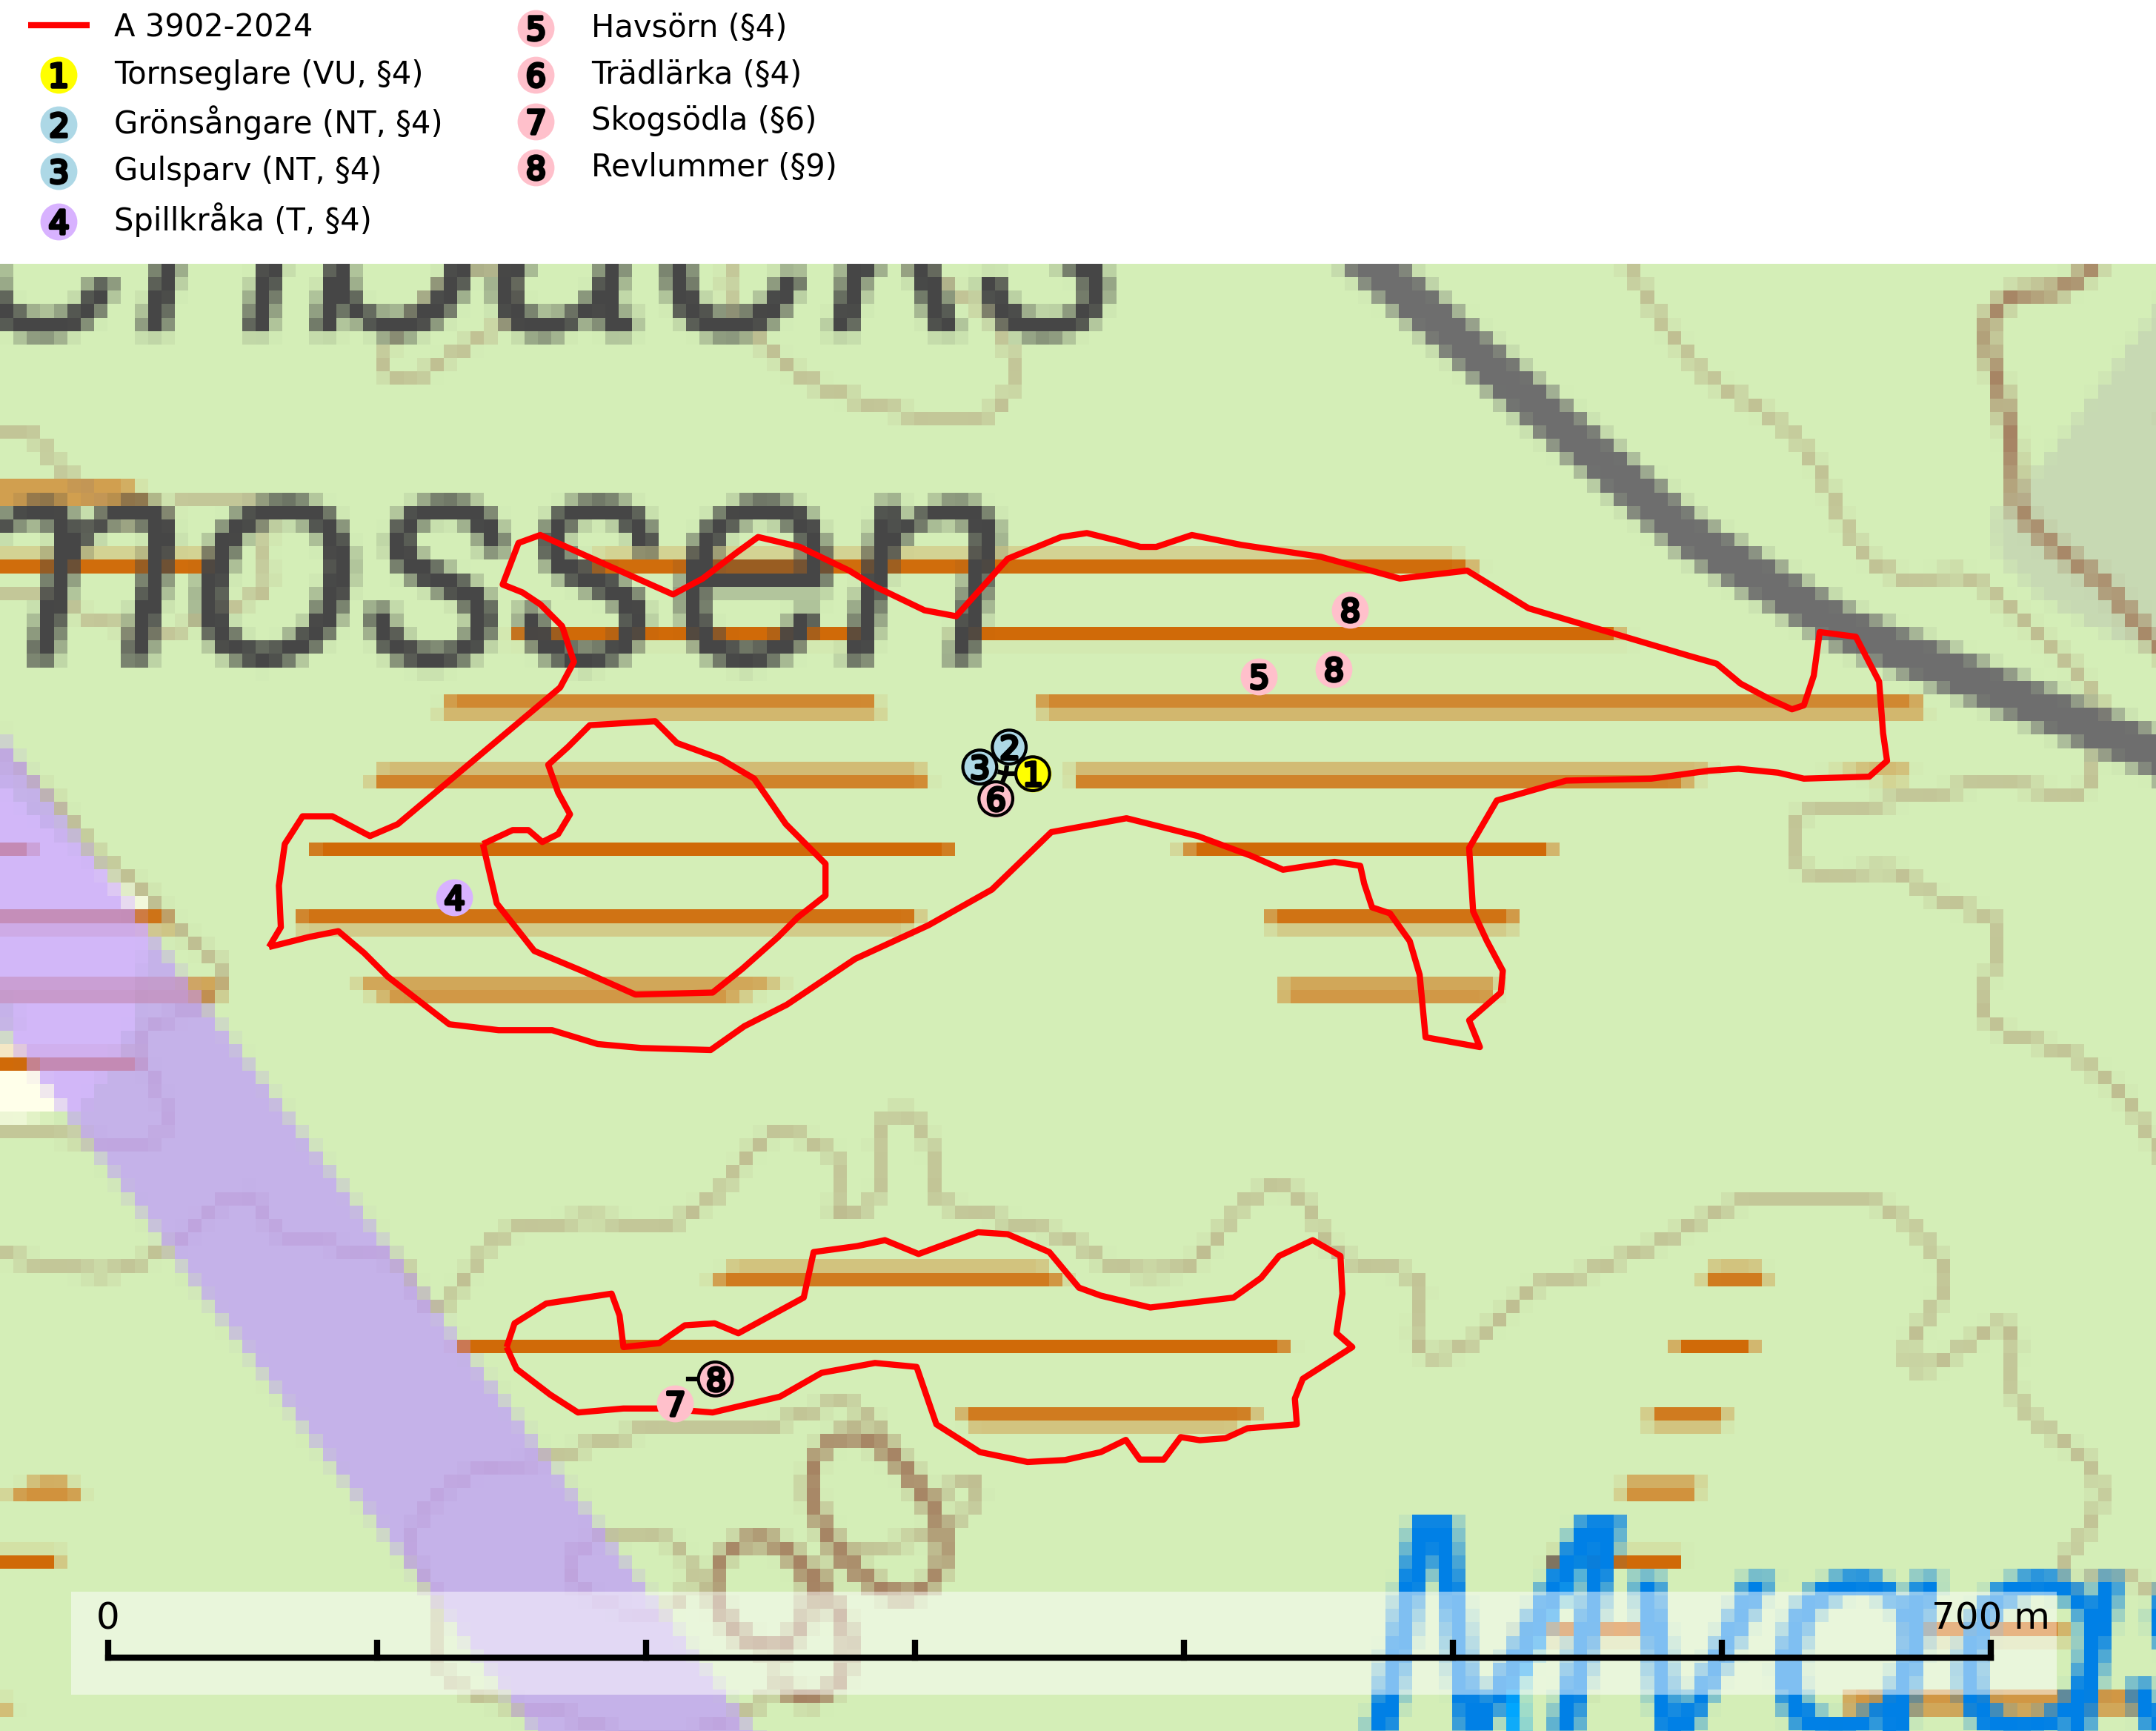 A 3902-2024
1 Tornseglare (VU, §4)
2 Grönsångare (NT, §4)
3 Gulsparv (NT, §4)
4 Spillkråka (T, §4)
5 Havsörn (§4)
6 Trädlärka (§4)
7 Skogsödla (§6)
8 Revlummer (§9)
mossen
8
5 8
2
3 1
6
4
8
7
0 700 m